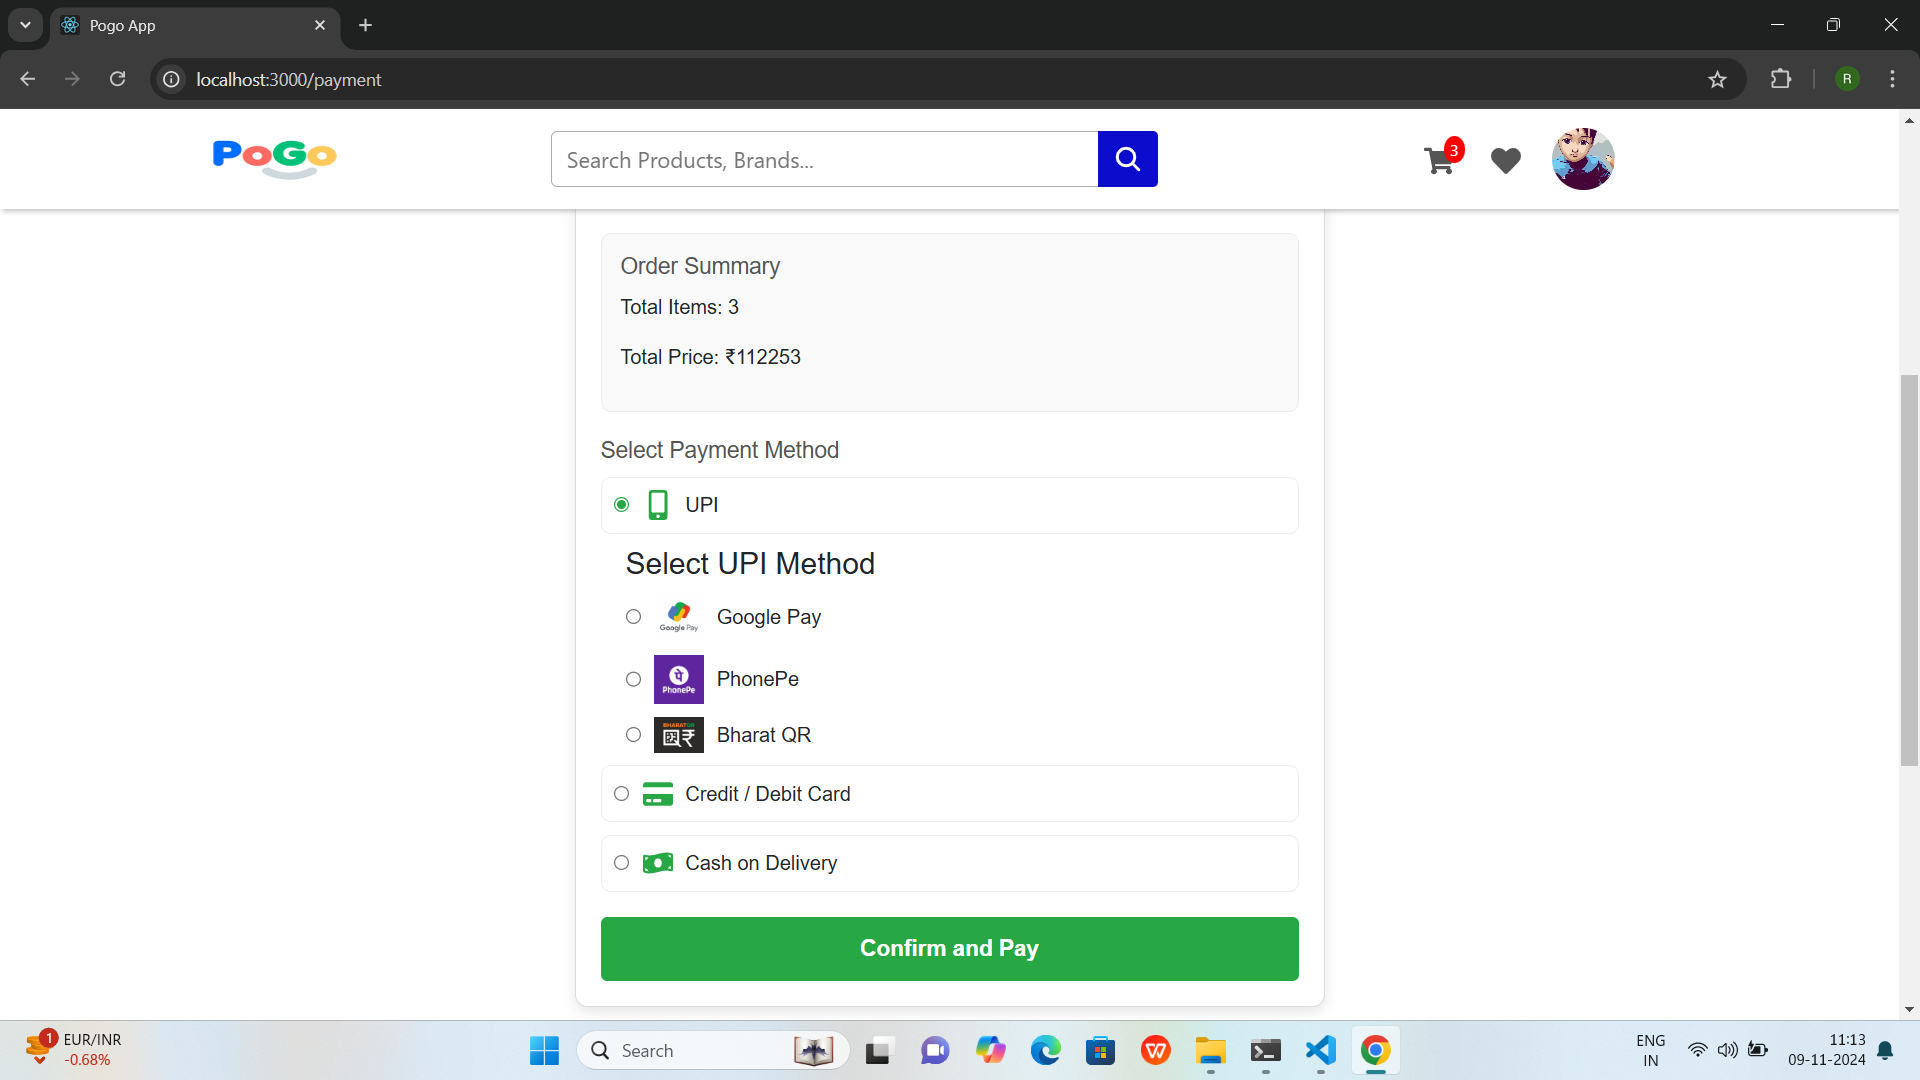 Pogo App
localhost:3000/payment
R
PoGo
Search Products, Brands...
3
Order Summary
Total Items: 3
Total Price: ₹112253
Select Payment Method
UPI
Select UPI Method
Google Pay
Google Pay
पे
PhonePe
PhonePe
BHARATQR
Bharat QR
Credit / Debit Card
Cash on Delivery
Confirm and Pay
1
EUR/INR
-0.68%
Search
ENG
IN
11:13
09-11-2024